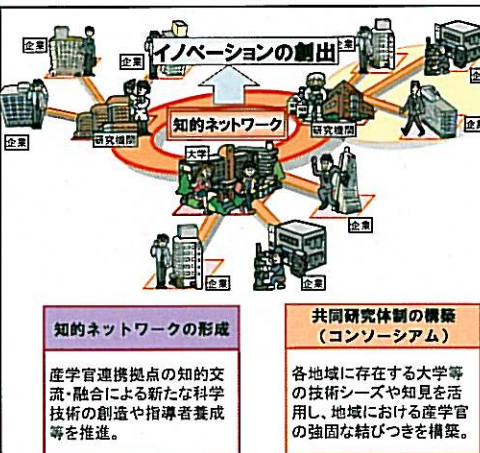 企業
企業
イノベーションの創出
企業
企業
企業
研究機関
知的ネットワーク
研究機関
企業
大学
企業
企業
企業
知的ネットワークの形成
産学官連携拠点の知的交
流・融合による新たな科学
技術の創造や指導者養成
等を推進。
共同研究体制の構築
(コンソーシアム)
各地域に存在する大学等
の技術シーズや知見を活
用し、地域における産学官
の強固な結びつきを構築。